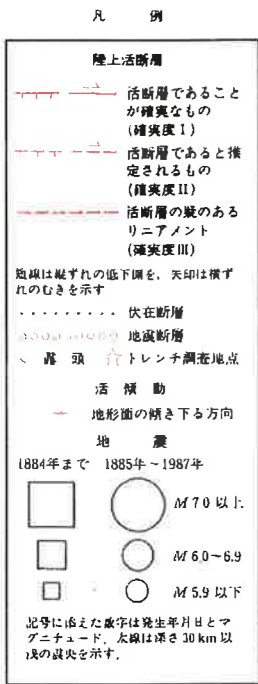 凡 例
陸上活断層
活断層であること
が確実なもの
(確実度I)
活断層であると推
定されるもの
(確実度II)
活断層の疑のある
リニアメント
(確実度III)
短線は縦ずれの低下側を, 矢印は横ず
れのむきを示す
伏在断層
地震断層
露 頭 トレンチ調査地点
活 傾 動
地形面の傾き下る方向
地 震
1884年まで 1885年~1987年
M 7.0 以上
M 6.0~6.9
M 5.9 以下
記号に添えた数字は発生年月日とマ
グニチュード, 太線は深さ30km以
浅の震央を示す.